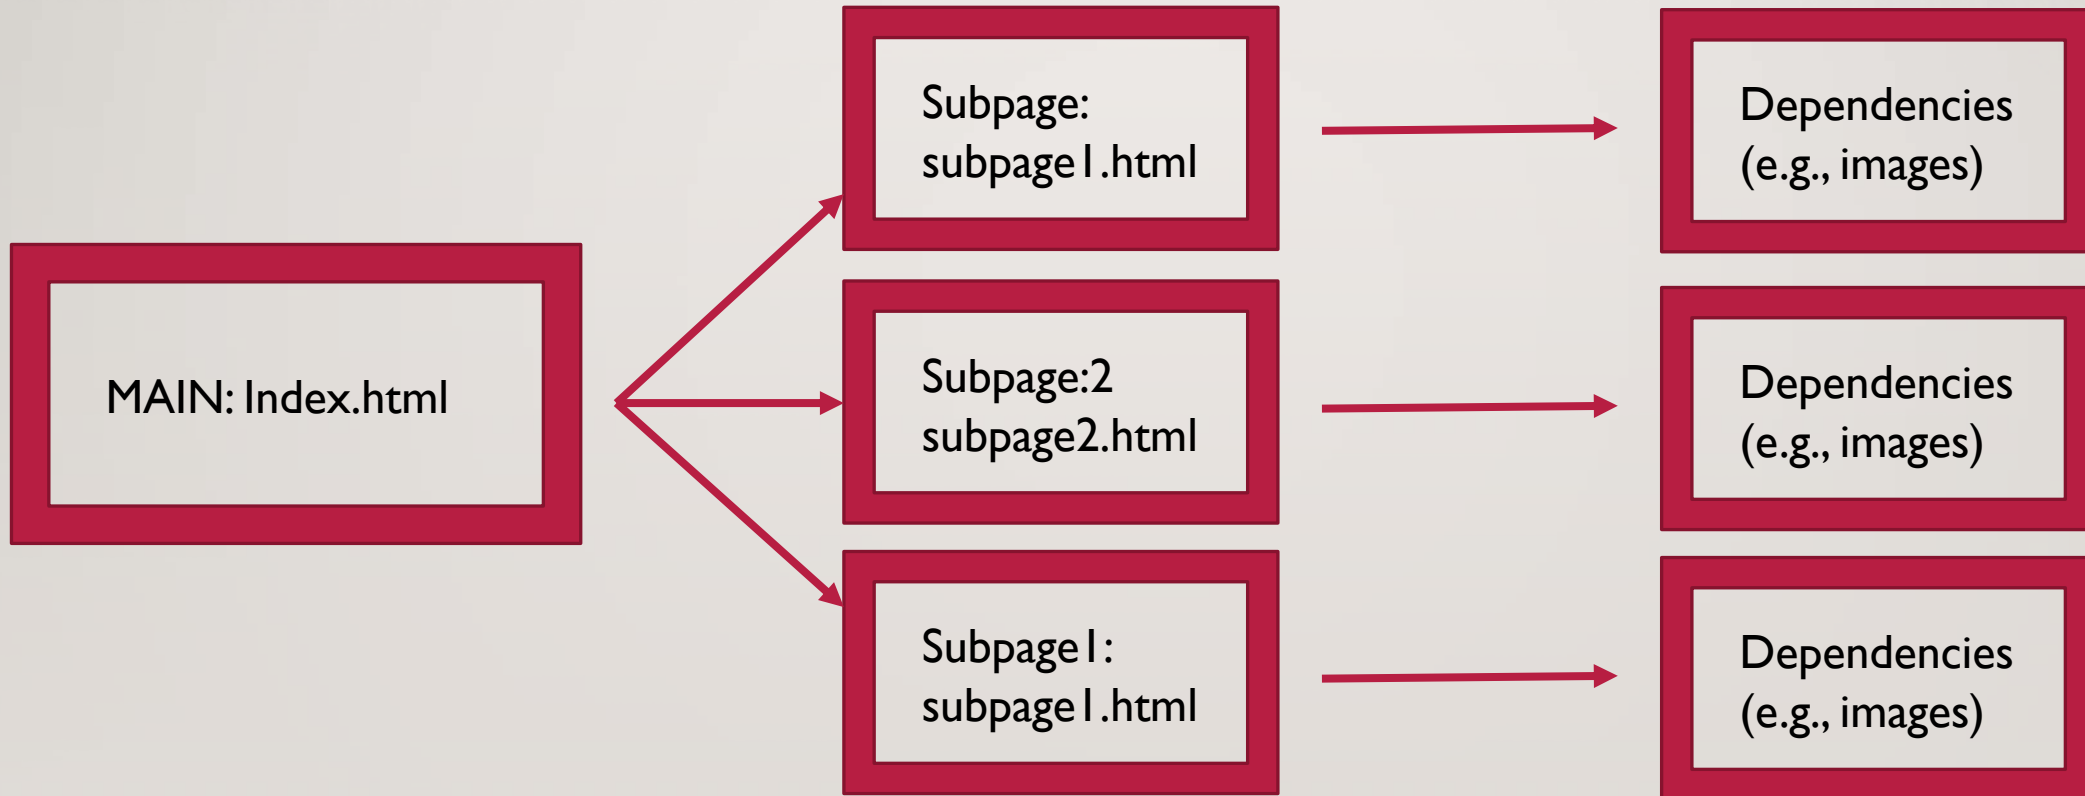 MAIN: Index.html
Subpage:
subpage1.html
Dependencies
(e.g., images)
Subpage:2
subpage2.html
Dependencies
(e.g., images)
Subpage1:
subpage1.html
Dependencies
(e.g., images)